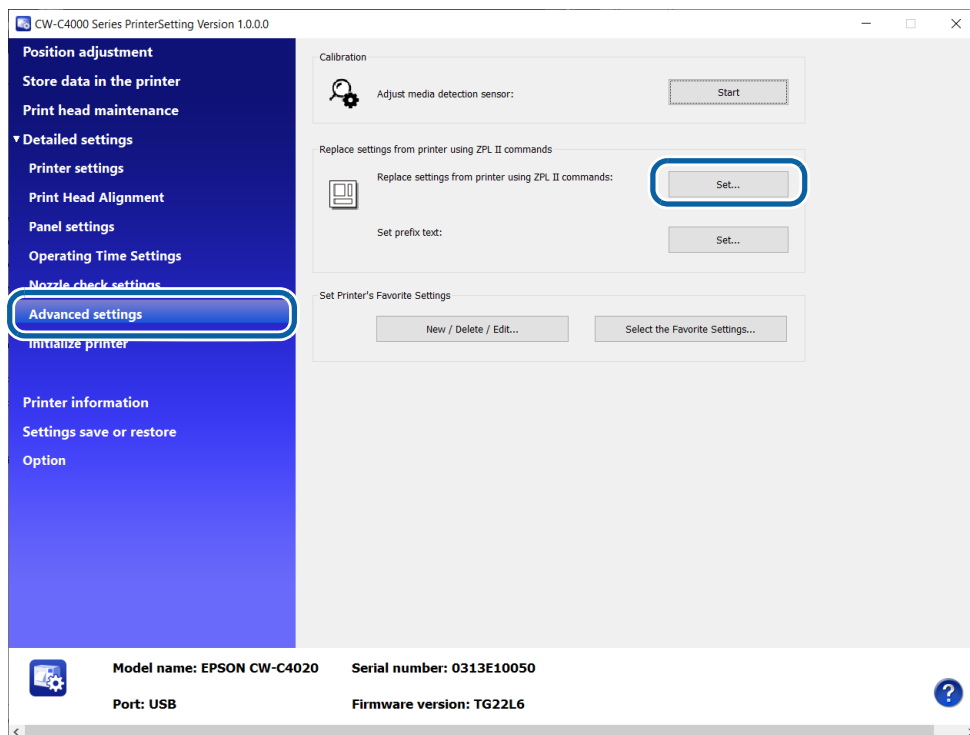 CW-C4000 Series PrinterSetting Version 1.0.0.0
Position adjustment
Store data in the printer
Print head maintenance
Detailed settings
Printer settings
Print Head Alignment
Panel settings
Operating Time Settings
Nozzle check settings
Advanced settings
Initialize printer
Printer information
Settings save or restore
Option
Calibration
Adjust media detection sensor:
Start
Replace settings from printer using ZPL II commands
Replace settings from printer using ZPL II commands:
Set...
Set prefix text:
Set...
Set Printer's Favorite Settings
New / Delete / Edit...
Select the Favorite Settings...
Model name: EPSON CW-C4020
Serial number: 0313E10050
Port: USB
Firmware version: TG22L6
?